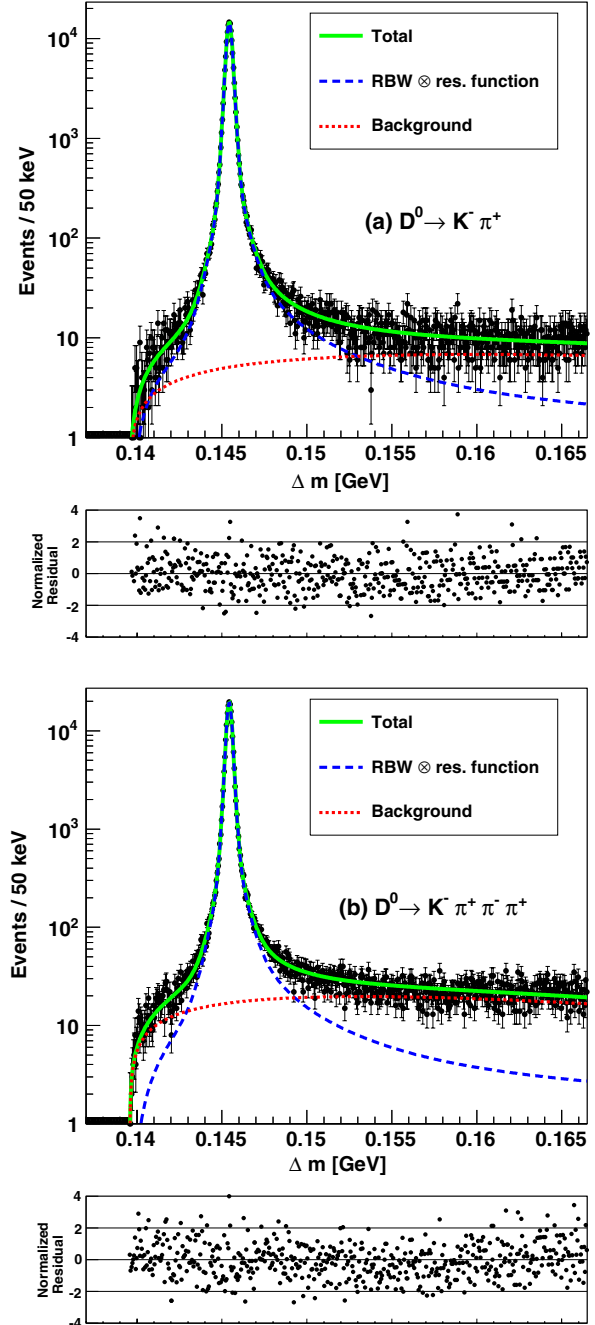 10⁴
10³
10²
10
1
Events / 50 keV
Total
RBW ⊗ res. function
Background
(a) D⁰→ K⁻ π⁺
0.14 0.145 0.15 0.155 0.16 0.165
Δ m [GeV]
Normalized
Residual
4
2
0
-2
-4
10⁴
10³
10²
10
1
Events / 50 keV
Total
RBW ⊗ res. function
Background
(b) D⁰→ K⁻ π⁺ π⁻ π⁺
0.14 0.145 0.15 0.155 0.16 0.165
Δ m [GeV]
Normalized
Residual
4
2
0
-2
-4